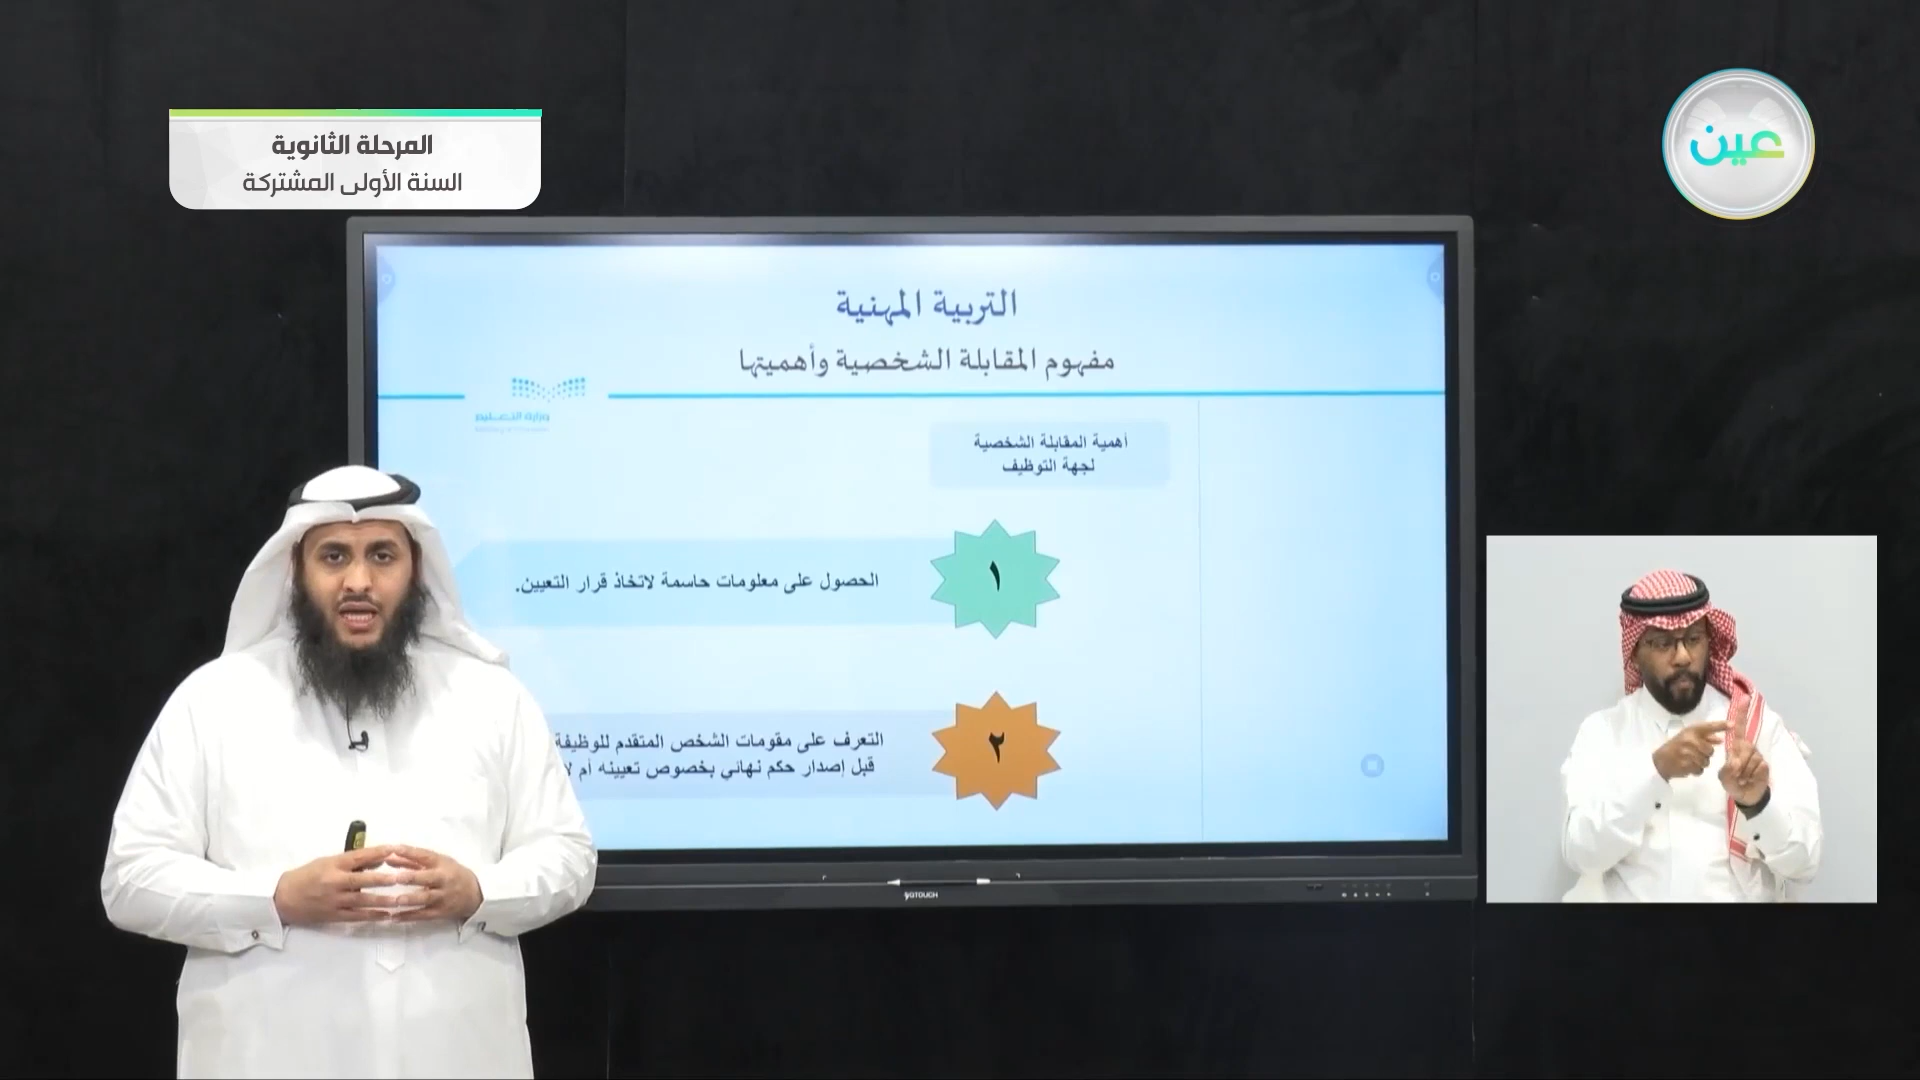 المرحلة الثانوية
السنة الأولى المشتركة
عين
التربية المهنية
مفهوم المقابلة الشخصية وأهميتها
وزارة التعليم
أهمية المقابلة الشخصية
لجهة التوظيف
١
الحصول على معلومات حاسمة لاتخاذ قرار التعيين.
٢
التعرف على مقومات الشخص المتقدم للوظيفة
قبل إصدار حكم نهائي بخصوص تعيينه أم لا